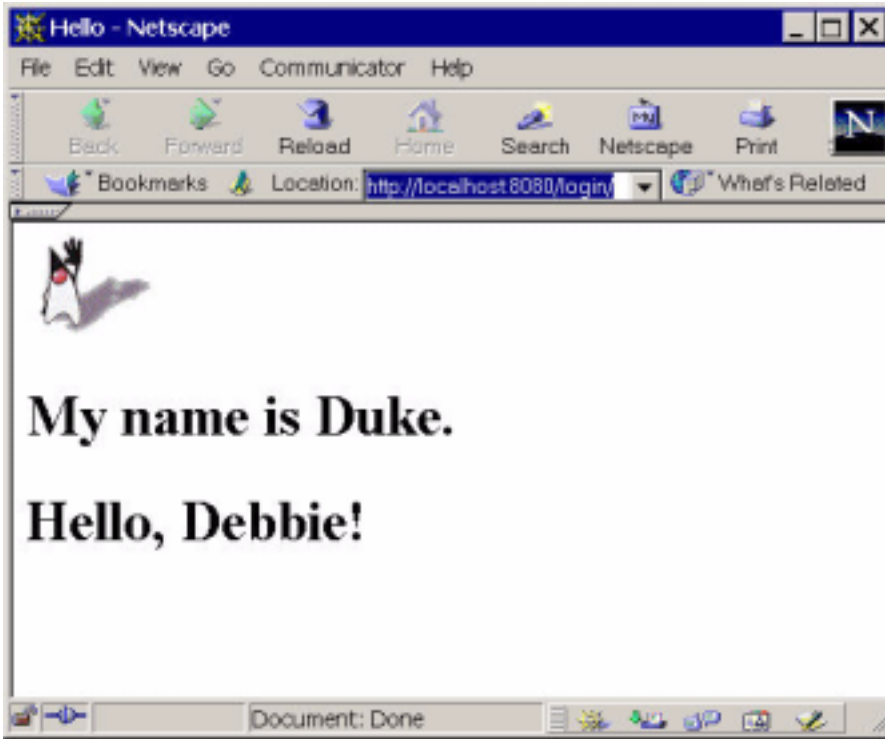 Hello - Netscape
File Edit View Go Communicator Help
Back Forward Reload Home Search Netscape Print
N
Bookmarks Location: http://localhost:8080/login/ What's Related
My name is Duke.
Hello, Debbie!
Document: Done